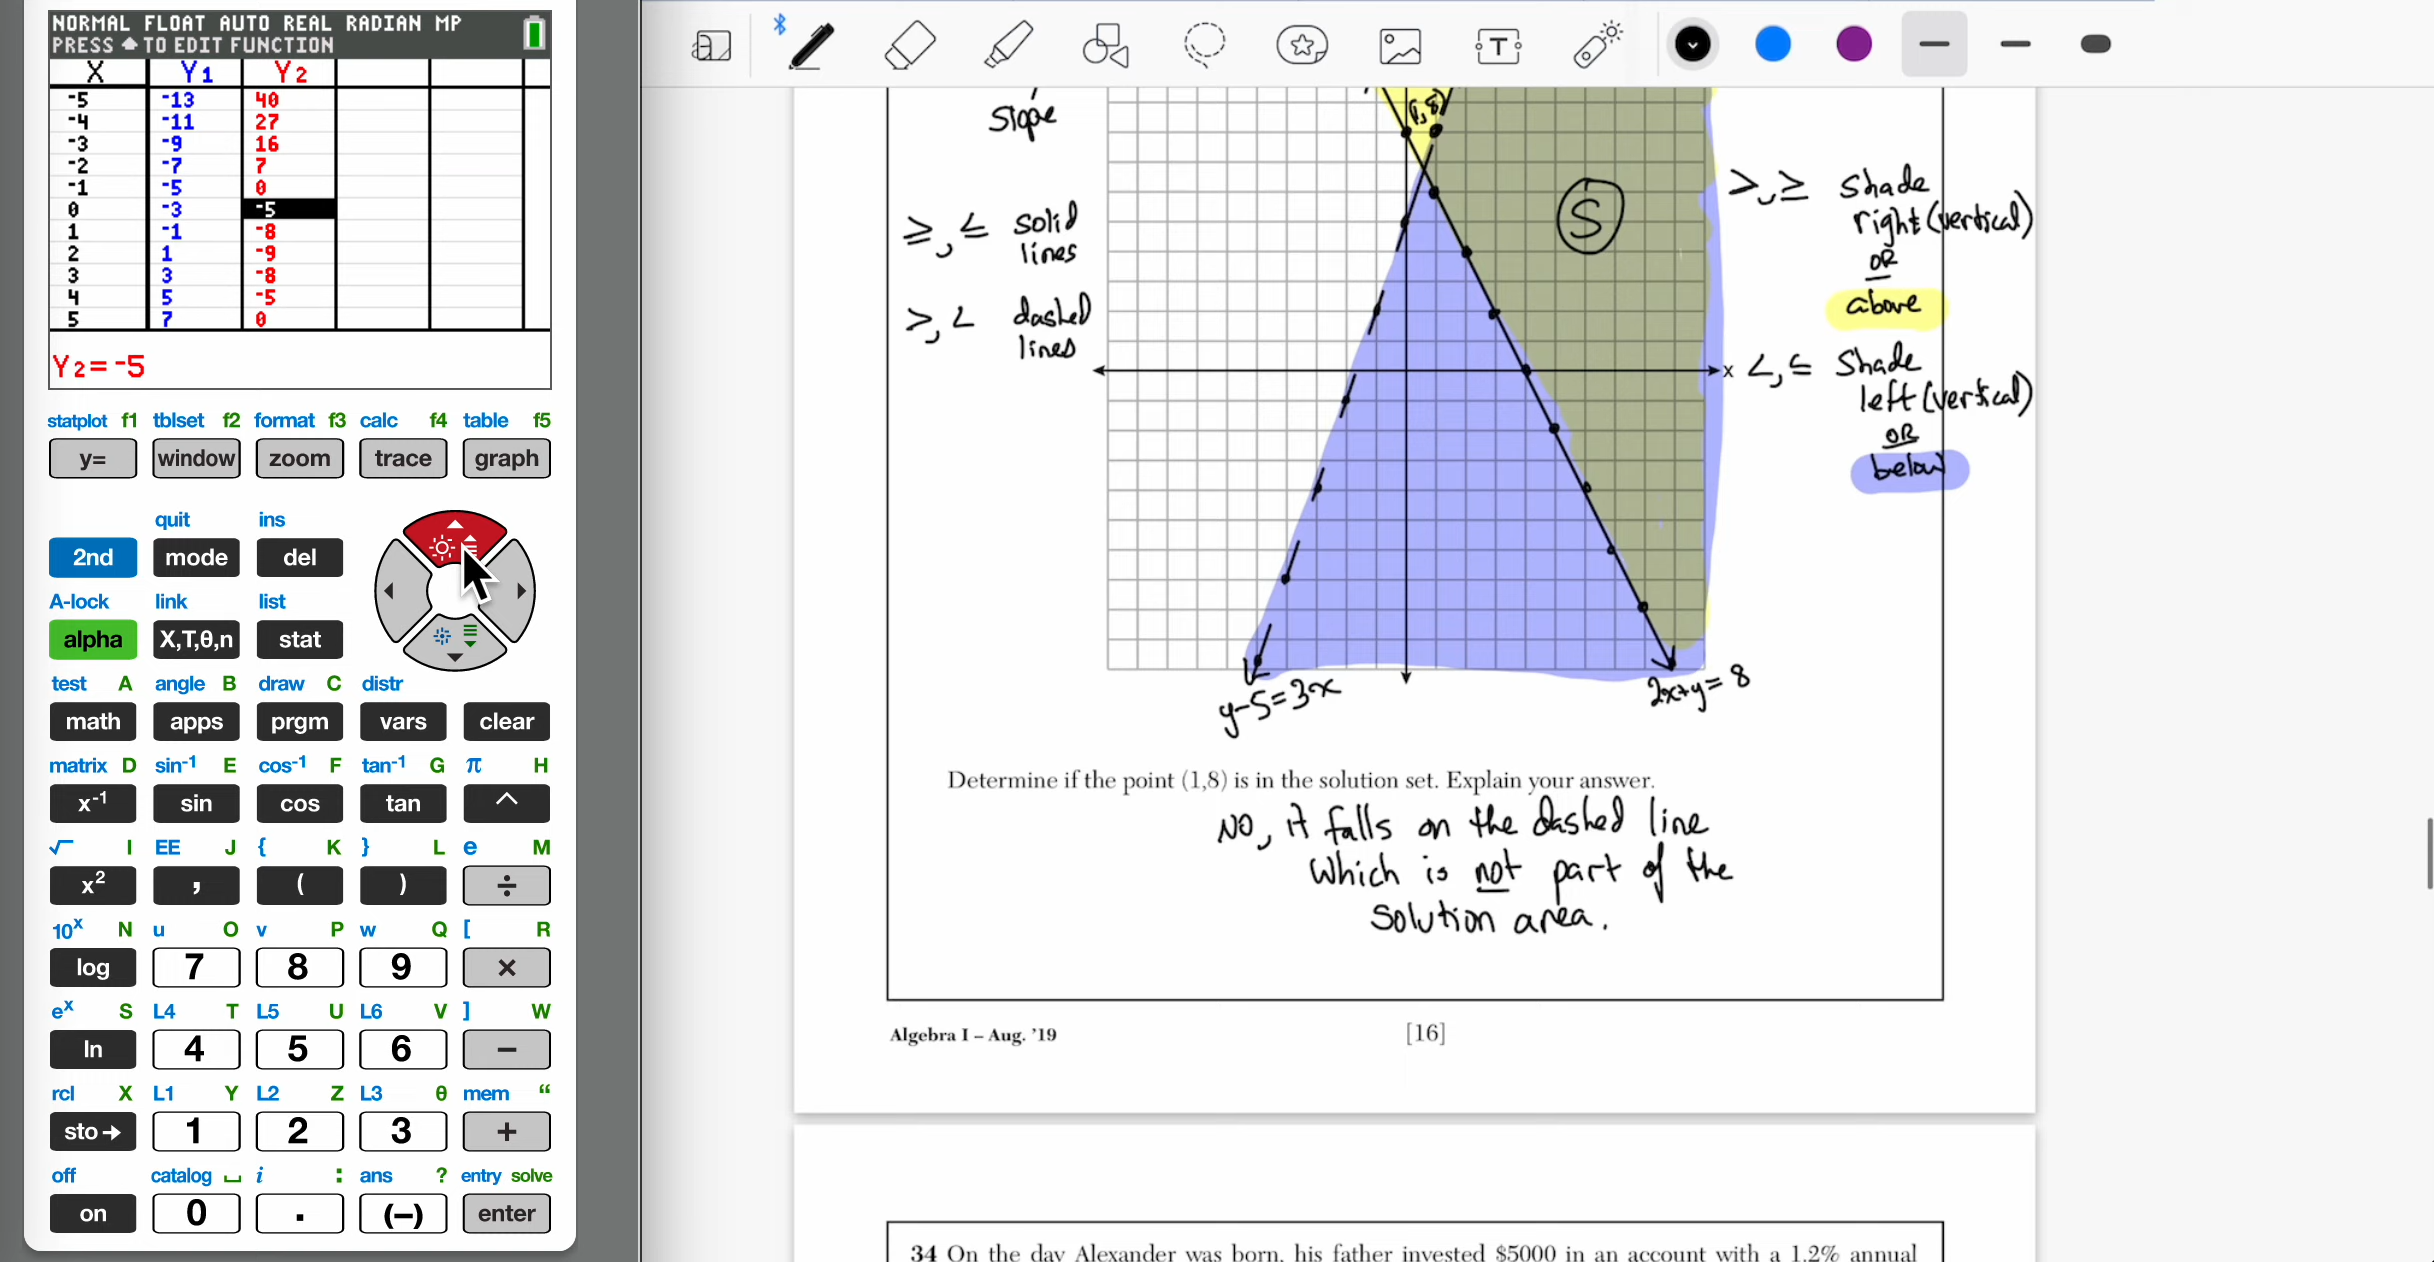 NORMAL FLOAT AUTO REAL RADIAN MP
PRESS TO EDIT FUNCTION
X Y1 Y2
-5 -13 40
-4 -11 27
-3 -9 16
-2 -7 7
-1 -5 0
0 -3 -5
1 -1 -8
2 1 -9
3 3 -8
4 5 -5
5 7 0
Y2=-5
statplot f1 tblset f2 format f3 calc f4 table f5
y= window zoom trace graph
quit ins
2nd mode del
A-lock link list
alpha X,T,θ,n stat
test A angle B draw C distr
math apps prgm vars clear
matrix D sin-1 E cos-1 F tan-1 G π H
x-1 sin cos tan ^
√ I EE J { K } L e M
x2 , ( ) ÷
10x N u O v P w Q [ R
log 7 8 9 ×
ex S L4 T L5 U L6 V ] W
ln 4 5 6 −
rcl X L1 Y L2 Z L3 θ mem “
sto→ 1 2 3 +
off catalog ⎵ i : ans ? entry solve
on 0 . (–) enter
T
slope
(1,8)
≥, ≤ solid
lines
>, < dashed
lines
S
>, ≥ shade
right (vertical)
OR
above
x
<, ≤ shade
left (vertical)
OR
below
y-5=3x
2x+y=8
Determine if the point (1,8) is in the solution set. Explain your answer.
NO, it falls on the dashed line
which is not part of the
solution area.
Algebra I – Aug. ’19
[16]
34 On the day Alexander was born, his father invested $5000 in an account with a 1.2% annual